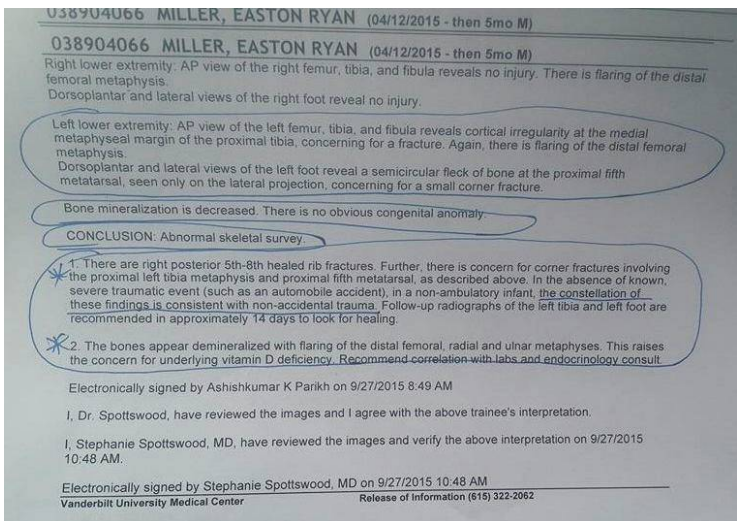 038904066 MILLER, EASTON RYAN (04/12/2015 - then 5mo M)
038904066 MILLER, EASTON RYAN (04/12/2015 - then 5mo M)
Right lower extremity: AP view of the right femur, tibia, and fibula reveals no injury. There is flaring of the distal
femoral metaphysis.
Dorsoplantar and lateral views of the right foot reveal no injury.
Left lower extremity: AP view of the left femur, tibia, and fibula reveals cortical irregularity at the medial
metaphyseal margin of the proximal tibia, concerning for a fracture. Again, there is flaring of the distal femoral
metaphysis.
Dorsoplantar and lateral views of the left foot reveal a semicircular fleck of bone at the proximal fifth
metatarsal, seen only on the lateral projection, concerning for a small corner fracture.
Bone mineralization is decreased. There is no obvious congenital anomaly.
CONCLUSION: Abnormal skeletal survey.
1. There are right posterior 5th-8th healed rib fractures. Further, there is concern for corner fractures involving
the proximal left tibia metaphysis and proximal fifth metatarsal, as described above. In the absence of known,
severe traumatic event (such as an automobile accident), in a non-ambulatory infant, the constellation of
these findings is consistent with non-accidental trauma. Follow-up radiographs of the left tibia and left foot are
recommended in approximately 14 days to look for healing.
2. The bones appear demineralized with flaring of the distal femoral, radial and ulnar metaphyses. This raises
the concern for underlying vitamin D deficiency. Recommend correlation with labs and endocrinology consult
Electronically signed by Ashishkumar K Parikh on 9/27/2015 8:49 AM
I, Dr. Spottswood, have reviewed the images and I agree with the above trainee's interpretation.
I, Stephanie Spottswood, MD, have reviewed the images and verify the above interpretation on 9/27/2015
10:48 AM.
Electronically signed by Stephanie Spottswood, MD on 9/27/2015 10:48 AM
Vanderbilt University Medical Center Release of Information (615) 322-2062